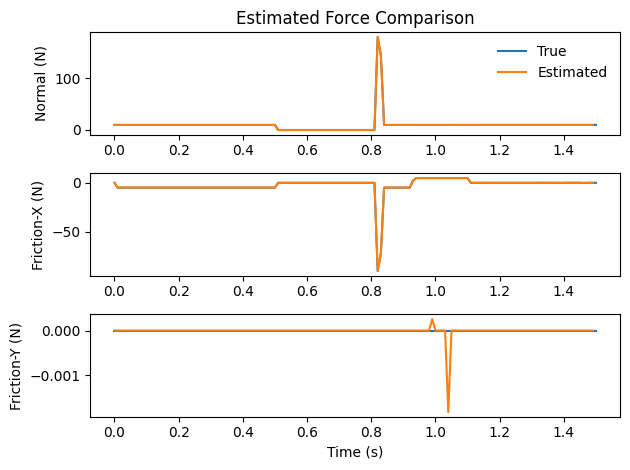 Estimated Force Comparison
Normal (N)
100
0
True
Estimated
0.0 0.2 0.4 0.6 0.8 1.0 1.2 1.4
Friction-X (N)
0
−50
0.0 0.2 0.4 0.6 0.8 1.0 1.2 1.4
Friction-Y (N)
0.000
−0.001
0.0 0.2 0.4 0.6 0.8 1.0 1.2 1.4
Time (s)